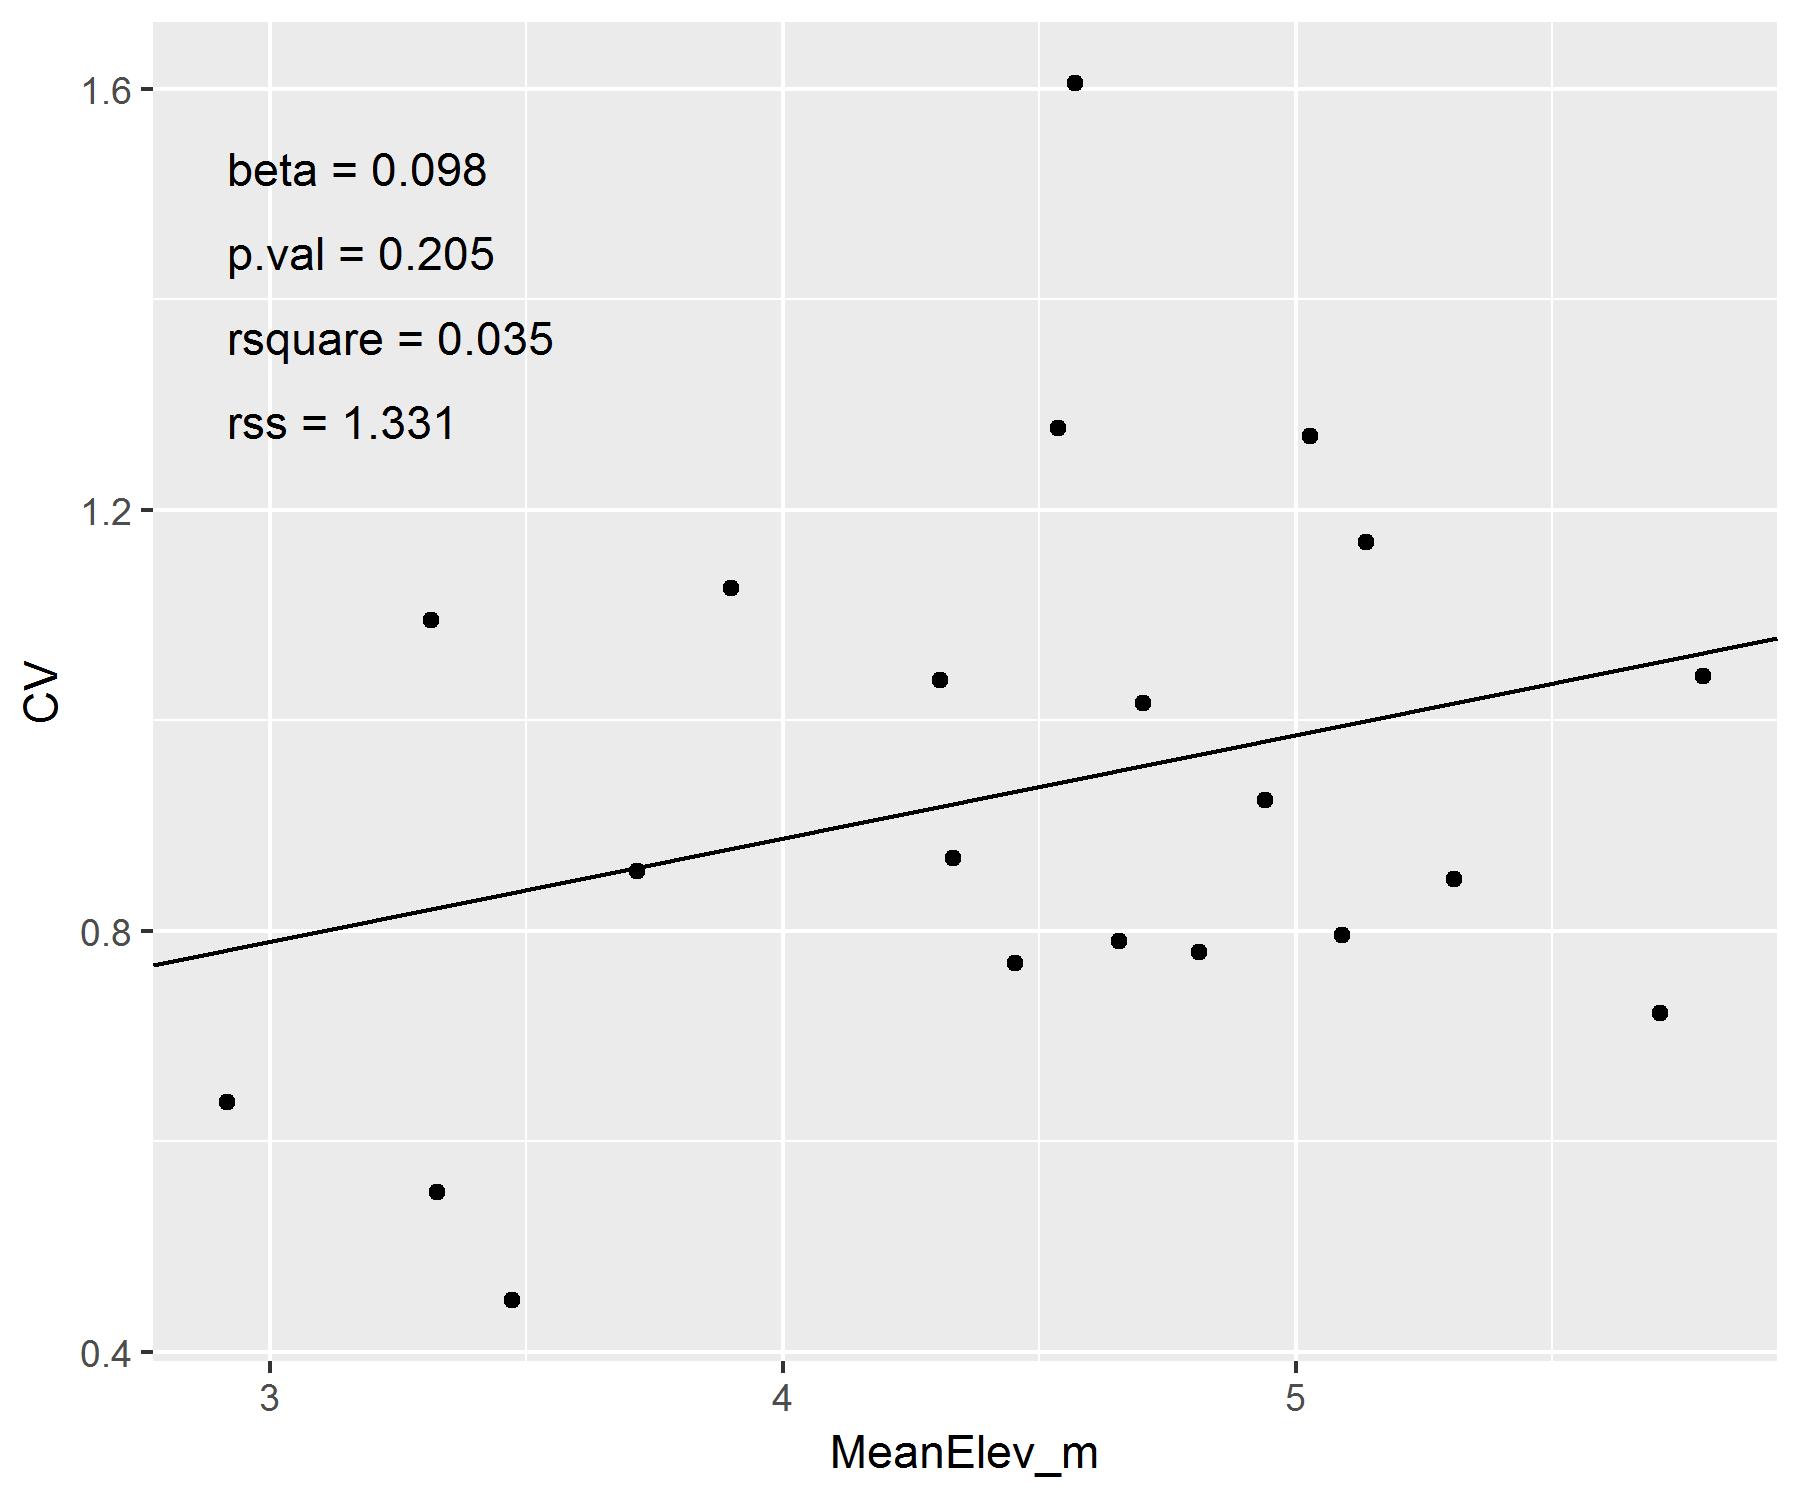 1.6
beta = 0.098
p.val = 0.205
rsquare = 0.035
rss = 1.331
1.2
CV
0.8
0.4
3 4 5
MeanElev_m